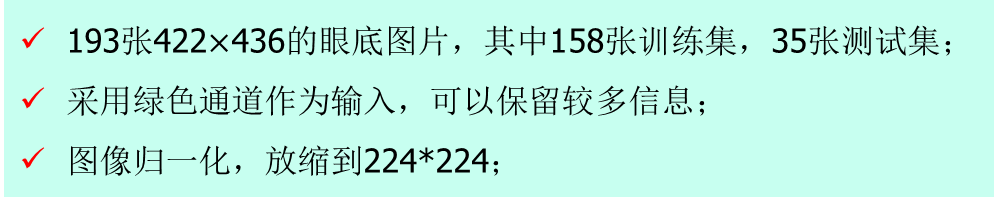 ✓ 193张422×436的眼底图片，其中158张训练集，35张测试集；
✓ 采用绿色通道作为输入，可以保留较多信息；
✓ 图像归一化，放缩到224*224；